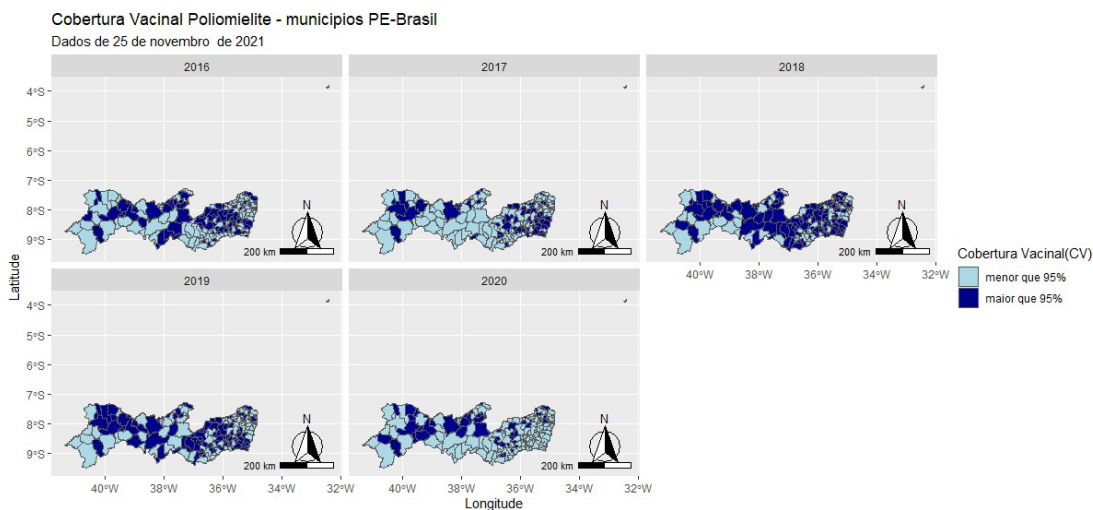 Cobertura Vacinal Poliomielite - municipios PE-Brasil
Dados de 25 de novembro  de 2021
2016
2017
2018
4°S
5°S
6°S
7°S
8°S
9°S
N
200 km
N
200 km
N
200 km
40°W 38°W 36°W 34°W 32°W
2019
2020
4°S
5°S
6°S
7°S
8°S
9°S
N
200 km
N
200 km
40°W 38°W 36°W 34°W 32°W
40°W 38°W 36°W 34°W 32°W
Latitude
Longitude
Cobertura Vacinal(CV)
menor que 95%
maior que 95%